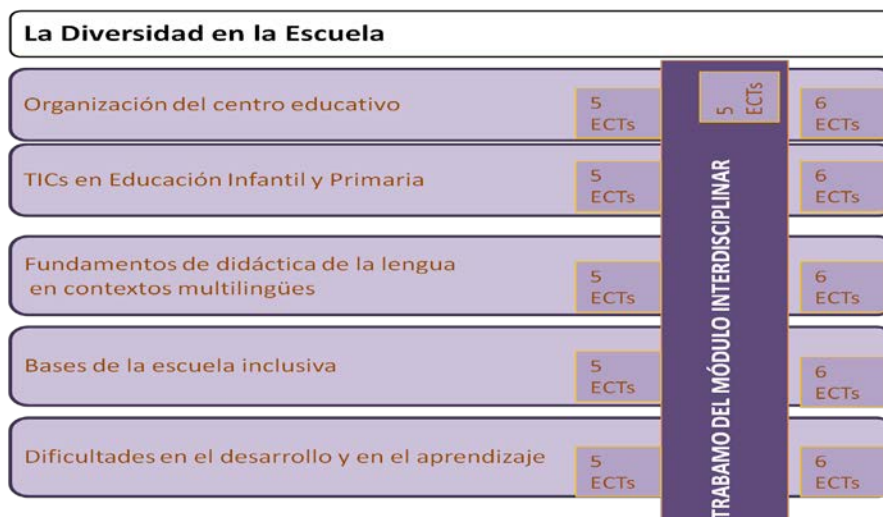 La Diversidad en la Escuela
Organización del centro educativo
5
ECTs
6
ECTs
TICs en Educación Infantil y Primaria
5
ECTs
6
ECTs
Fundamentos de didáctica de la lengua
en contextos multilingües
5
ECTs
6
ECTs
Bases de la escuela inclusiva
5
ECTs
6
ECTs
Dificultades en el desarrollo y en el aprendizaje
5
ECTs
6
ECTs
5
ECTs
TRABAMO DEL MÓDULO INTERDISCIPLINAR